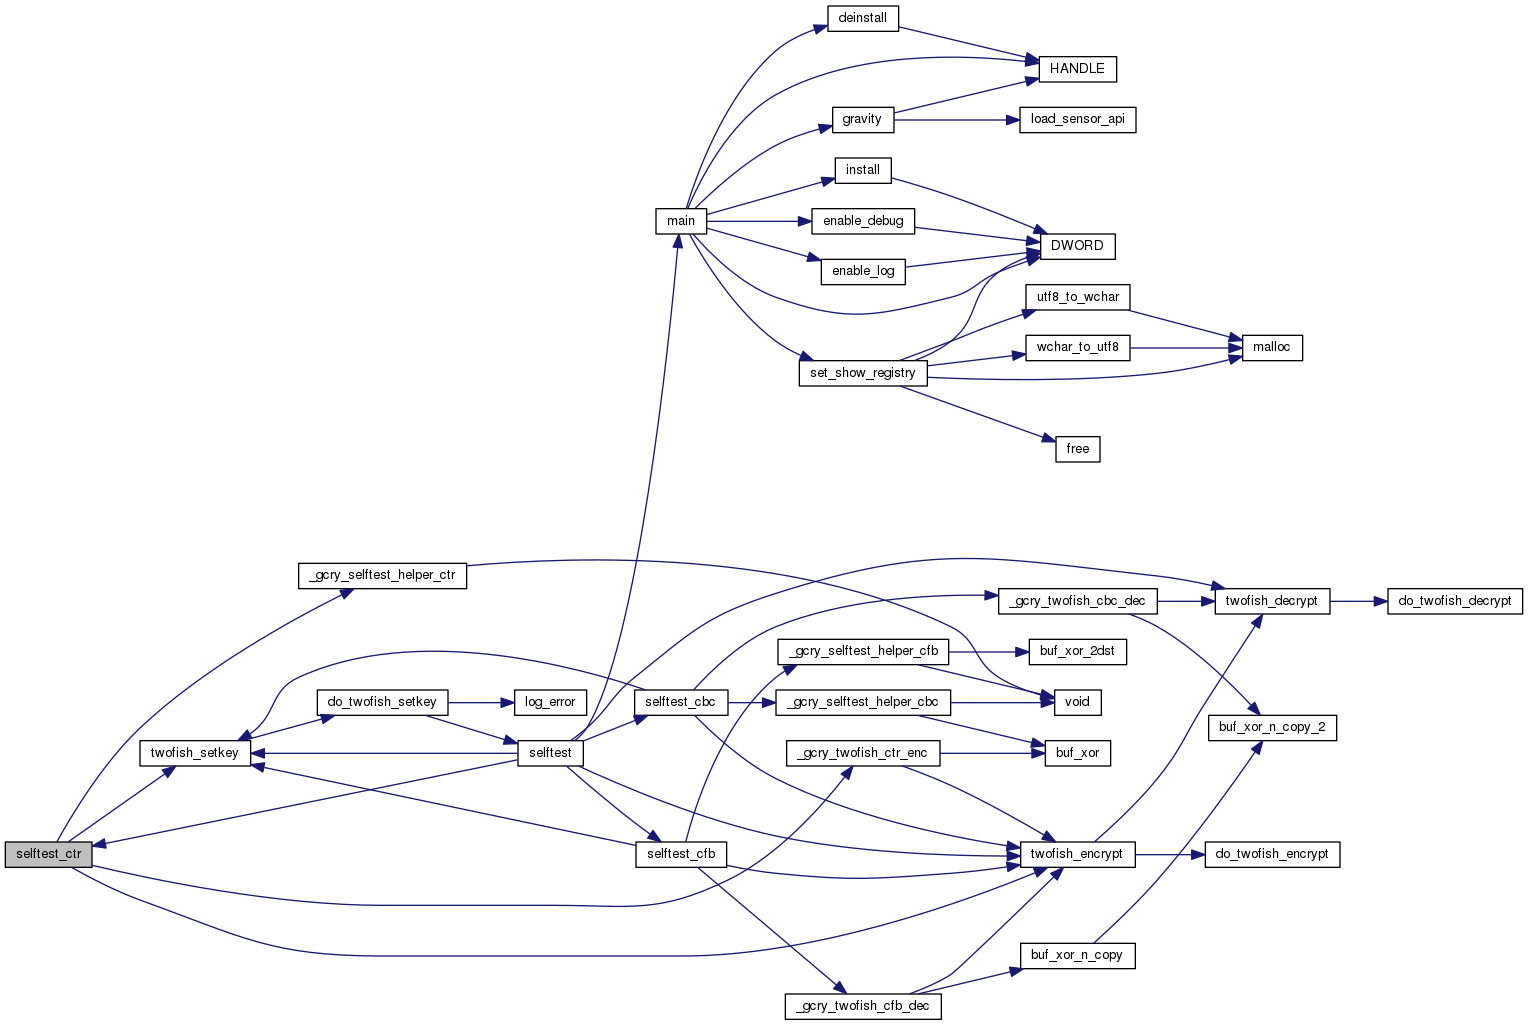 deinstall
HANDLE
gravity
load_sensor_api
install
main
enable_debug
DWORD
enable_log
utf8_to_wchar
wchar_to_utf8
malloc
set_show_registry
free
_gcry_selftest_helper_ctr
_gcry_twofish_cbc_dec
twofish_decrypt
do_twofish_decrypt
_gcry_selftest_helper_cfb
buf_xor_2dst
do_twofish_setkey
log_error
selftest_cbc
_gcry_selftest_helper_cbc
void
buf_xor_n_copy_2
twofish_setkey
selftest
_gcry_twofish_ctr_enc
buf_xor
selftest_ctr
selftest_cfb
twofish_encrypt
do_twofish_encrypt
buf_xor_n_copy
_gcry_twofish_cfb_dec